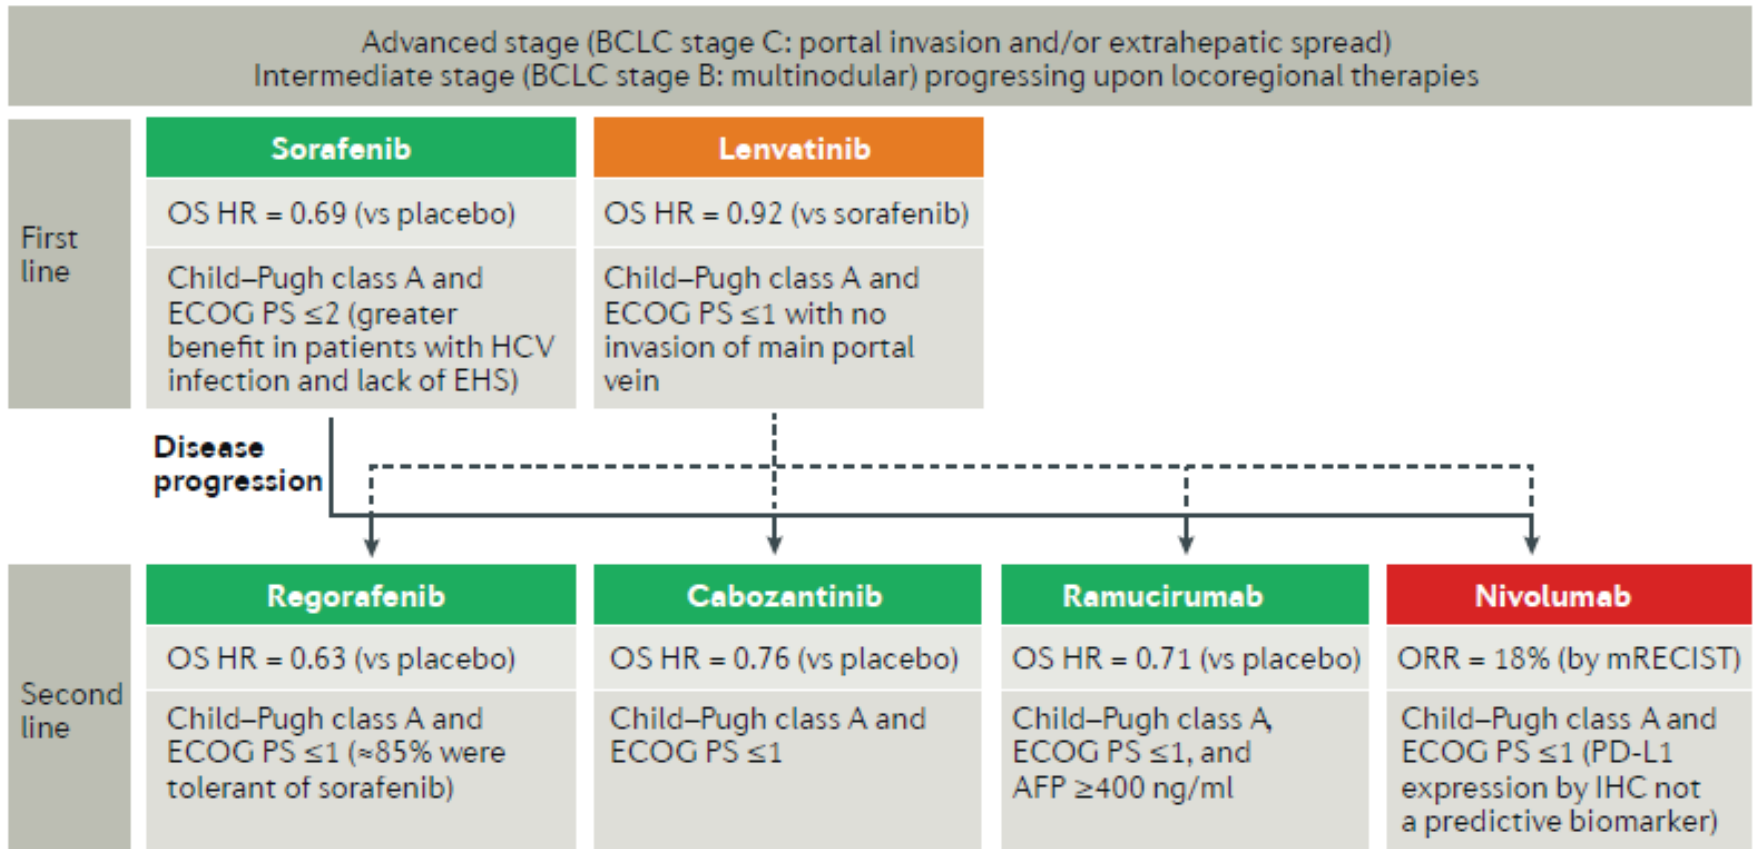 Advanced stage (BCLC stage C: portal invasion and/or extrahepatic spread)
Intermediate stage (BCLC stage B: multinodular) progressing upon locoregional therapies
First
line
Sorafenib
OS HR = 0.69 (vs placebo)
Child–Pugh class A and
ECOG PS ≤2 (greater
benefit in patients with HCV
infection and lack of EHS)
Lenvatinib
OS HR = 0.92 (vs sorafenib)
Child–Pugh class A and
ECOG PS ≤1 with no
invasion of main portal
vein
Disease
progression
Second
line
Regorafenib
OS HR = 0.63 (vs placebo)
Child–Pugh class A and
ECOG PS ≤1 (≈85% were
tolerant of sorafenib)
Cabozantinib
OS HR = 0.76 (vs placebo)
Child–Pugh class A and
ECOG PS ≤1
Ramucirumab
OS HR = 0.71 (vs placebo)
Child–Pugh class A,
ECOG PS ≤1, and
AFP ≥400 ng/ml
Nivolumab
ORR = 18% (by mRECIST)
Child–Pugh class A and
ECOG PS ≤1 (PD-L1
expression by IHC not
a predictive biomarker)